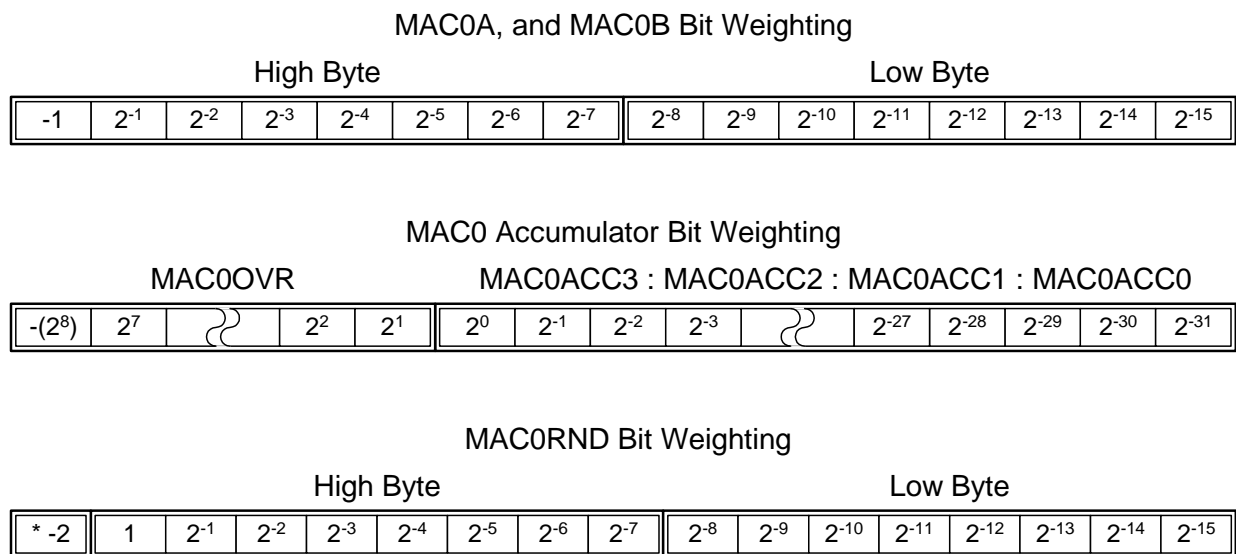 MAC0A, and MAC0B Bit Weighting
High Byte Low Byte
-1 2⁻¹ 2⁻² 2⁻³ 2⁻⁴ 2⁻⁵ 2⁻⁶ 2⁻⁷ 2⁻⁸ 2⁻⁹ 2⁻¹⁰ 2⁻¹¹ 2⁻¹² 2⁻¹³ 2⁻¹⁴ 2⁻¹⁵
MAC0 Accumulator Bit Weighting
MAC0OVR MAC0ACC3 : MAC0ACC2 : MAC0ACC1 : MAC0ACC0
-(2⁸) 2⁷ 2² 2¹ 2⁰ 2⁻¹ 2⁻² 2⁻³ 2⁻²⁷ 2⁻²⁸ 2⁻²⁹ 2⁻³⁰ 2⁻³¹
MAC0RND Bit Weighting
High Byte Low Byte
* -2 1 2⁻¹ 2⁻² 2⁻³ 2⁻⁴ 2⁻⁵ 2⁻⁶ 2⁻⁷ 2⁻⁸ 2⁻⁹ 2⁻¹⁰ 2⁻¹¹ 2⁻¹² 2⁻¹³ 2⁻¹⁴ 2⁻¹⁵